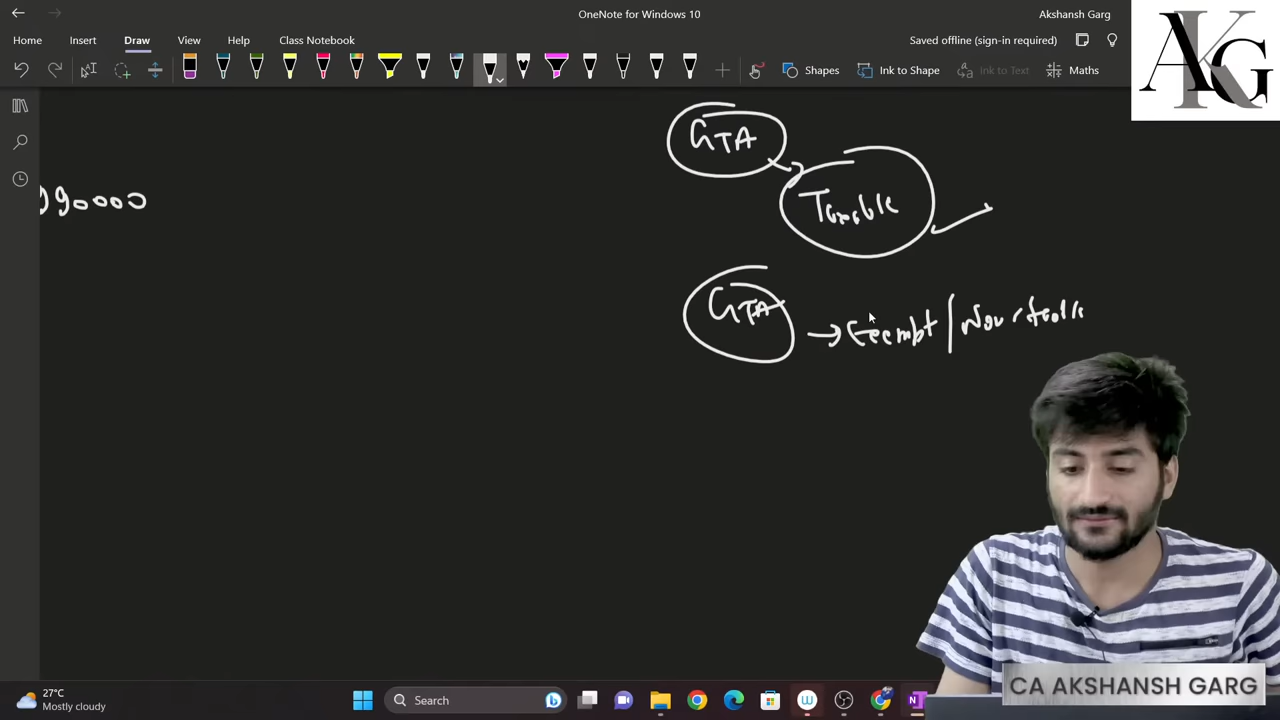 OneNote for Windows 10
Akshansh Garg
Home Insert Draw View Help Class Notebook
Saved offline (sign-in required)
Shapes Ink to Shape Ink to Text Maths
AKG
GTA
Taxable
990000
GTA
Exempt / Non
27°C
Mostly cloudy
Search
CA AKSHANSH GARG